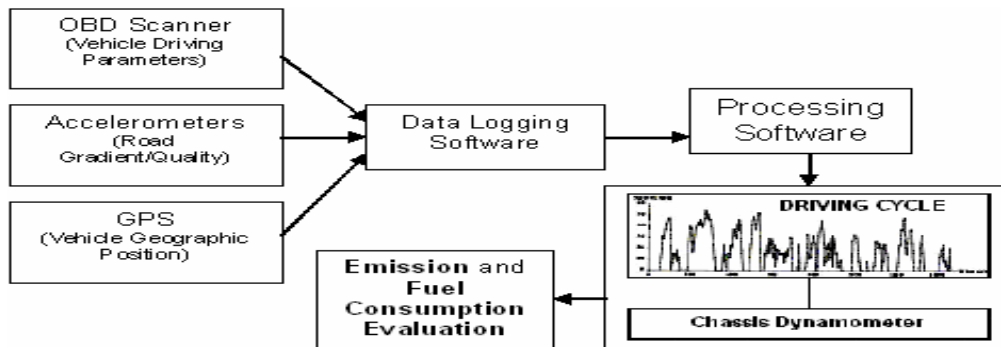 OBD Scanner
(Vehicle Driving
Parameters)
Accelerometers
(Road
Gradient/Quality)
GPS
(Vehicle Geographic
Position)
Data Logging
Software
Processing
Software
DRIVING CYCLE
Chassis Dynamometer
Emission and
Fuel
Consumption
Evaluation